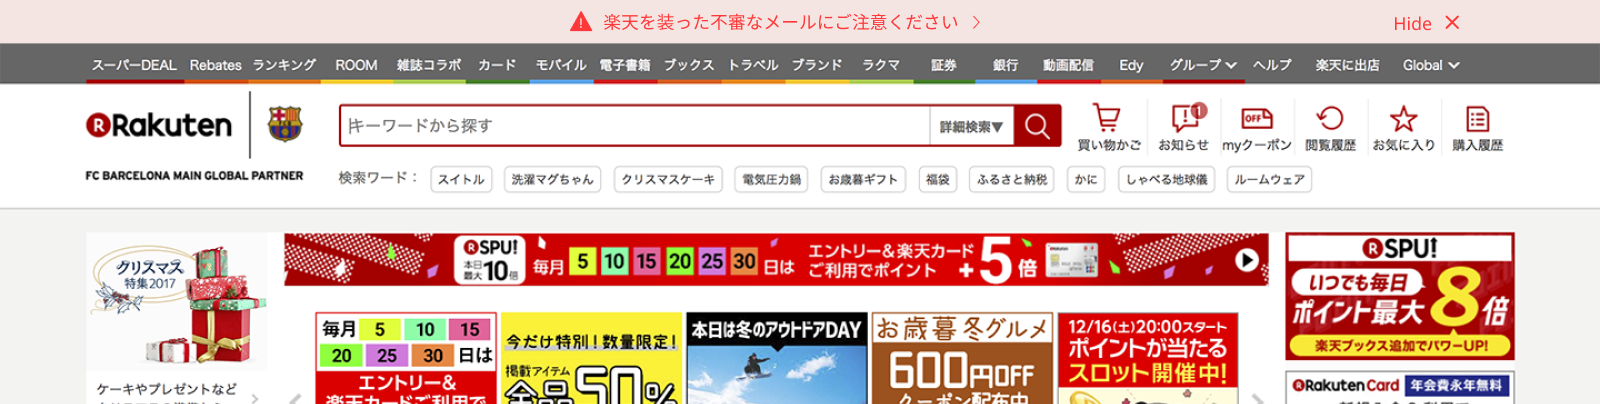 楽天を装った不審なメールにご注意ください
Hide ✕
スーパーDEAL Rebates ランキング ROOM 雑誌コラボ カード モバイル 電子書籍 ブックス トラベル ブランド ラクマ 証券 銀行 動画配信 Edy グループ ヘルプ 楽天に出店 Global
Rakuten
FC BARCELONA MAIN GLOBAL PARTNER
キーワードから探す 詳細検索▼
買い物かご
1
お知らせ
OFF
myクーポン
閲覧履歴
お気に入り
購入履歴
検索ワード： スイトル 洗濯マグちゃん クリスマスケーキ 電気圧力鍋 お歳暮ギフト 福袋 ふるさと納税 かに しゃべる地球儀 ルームウェア
クリスマス
特集2017
ケーキやプレゼントなど
R SPU!
本日最大10倍
毎月 5 10 15 20 25 30 日は
エントリー&楽天カード
ご利用でポイント
+5倍
毎月 5 10 15
20 25 30 日は
エントリー&
楽天カードご利用で
今だけ特別!数量限定!
掲載アイテム
全品50%
本日は冬のアウトドアDAY
お歳暮冬グルメ
600円OFF
クーポン配布中
12/16(土)20:00スタート
ポイントが当たる
スロット開催中!
R SPU!
いつでも毎日
ポイント最大8倍
楽天ブックス追加でパワーUP!
Rakuten Card 年会費永年無料